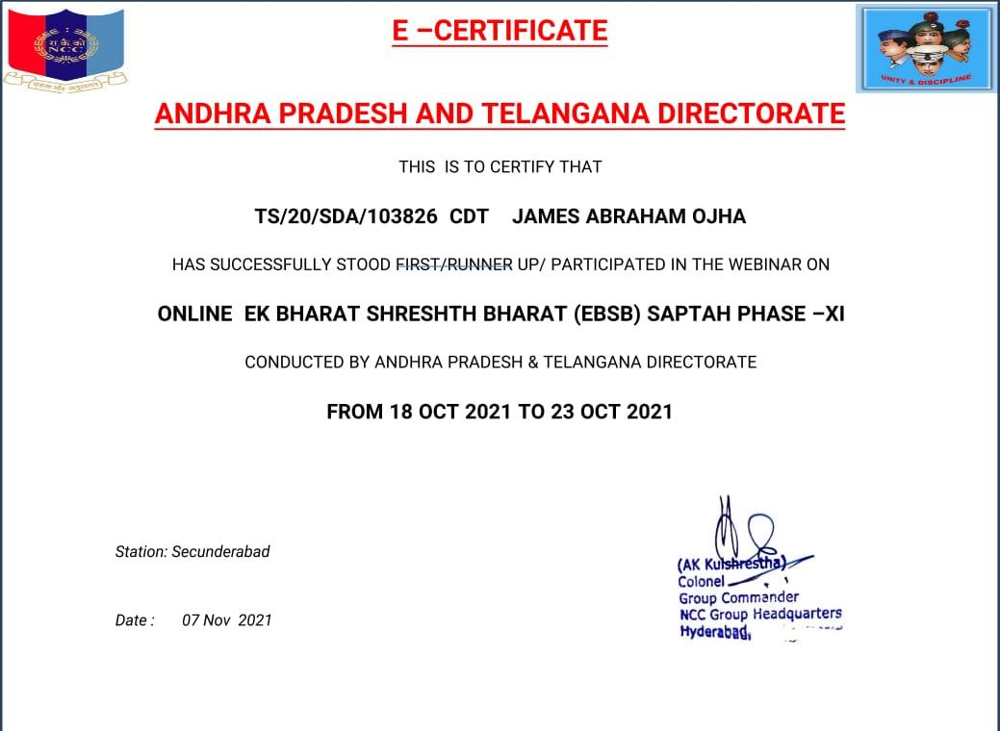 रा.कै.को
NCC
एकता और अनुशासन
E –CERTIFICATE
UNITY & DISCIPLINE
ANDHRA PRADESH AND TELANGANA DIRECTORATE
THIS IS TO CERTIFY THAT
TS/20/SDA/103826 CDT JAMES ABRAHAM OJHA
HAS SUCCESSFULLY STOOD FIRST/RUNNER UP/ PARTICIPATED IN THE WEBINAR ON
ONLINE EK BHARAT SHRESHTH BHARAT (EBSB) SAPTAH PHASE –XI
CONDUCTED BY ANDHRA PRADESH & TELANGANA DIRECTORATE
FROM 18 OCT 2021 TO 23 OCT 2021
Station: Secunderabad
Date : 07 Nov 2021
(AK Kulshrestha)
Colonel
Group Commander
NCC Group Headquarters
Hyderabad,